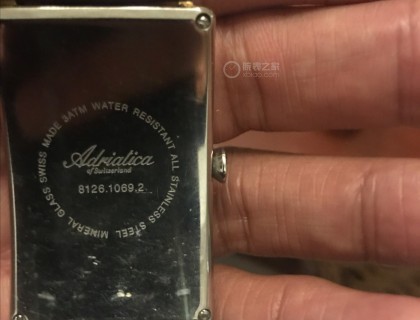 SWISS MADE 3ATM WATER RESISTANT ALL STAINLESS STEEL MINERAL GLASS
Adriatica
of Switzerland
8126.1069.2